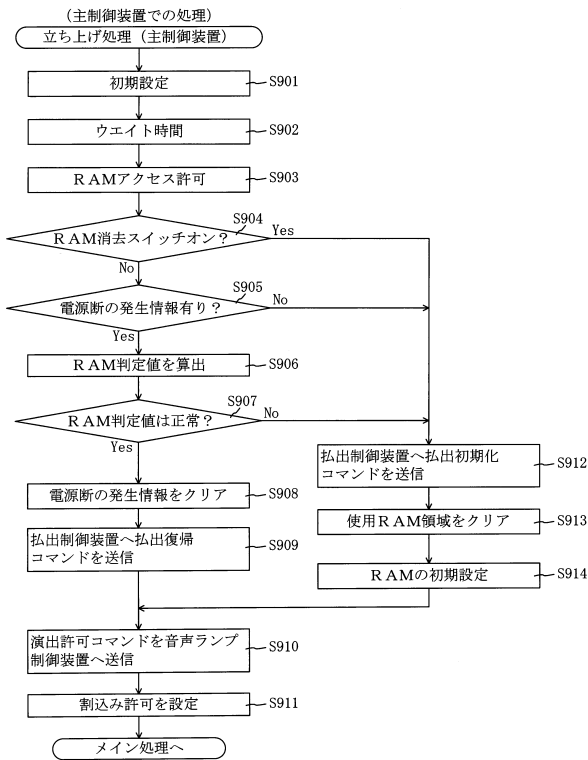 (主制御装置での処理)
立ち上げ処理(主制御装置)
初期設定
S901
ウエイト時間
S902
RAMアクセス許可
S903
S904
RAM消去スイッチオン?
Yes
No
S905
電源断の発生情報有り?
No
Yes
RAM判定値を算出
S906
S907
RAM判定値は正常?
No
Yes
払出制御装置へ払出初期化
コマンドを送信
S912
電源断の発生情報をクリア
S908
使用RAM領域をクリア
S913
払出制御装置へ払出復帰
コマンドを送信
S909
RAMの初期設定
S914
演出許可コマンドを音声ランプ
制御装置へ送信
S910
割込み許可を設定
S911
メイン処理へ